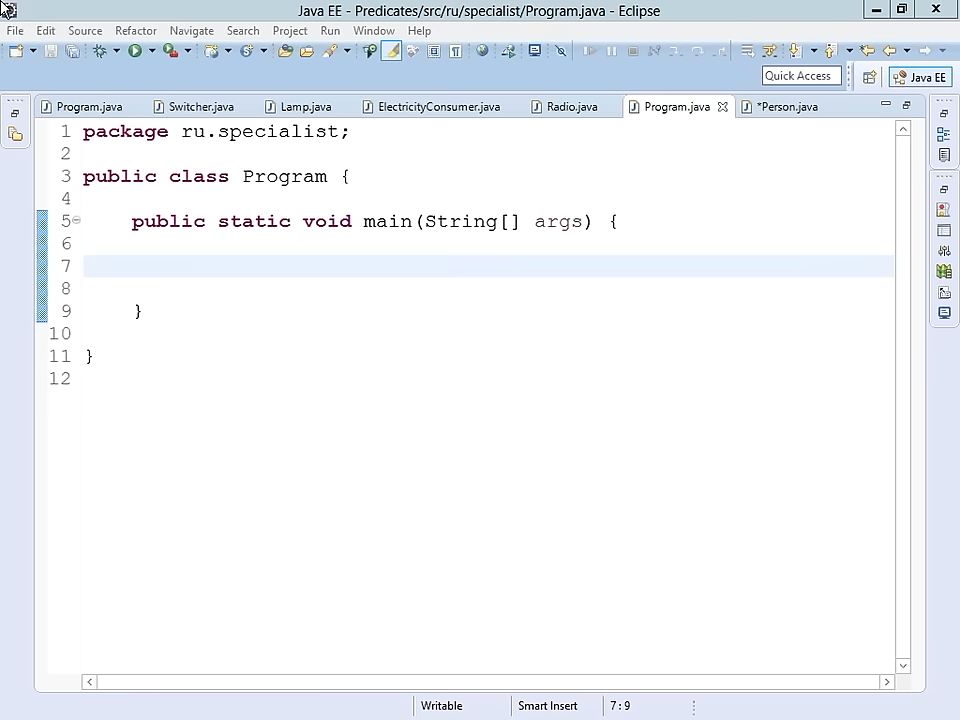 Java EE - Predicates/src/ru/specialist/Program.java - Eclipse
File Edit Source Refactor Navigate Search Project Run Window Help
Quick Access
Java EE
Program.java Switcher.java Lamp.java ElectricityConsumer.java Radio.java Program.java *Person.java
1 package ru.specialist;
2
3 public class Program {
4
5 public static void main(String[] args) {
6
7
8
9 }
10
11 }
12
Writable Smart Insert 7 : 9